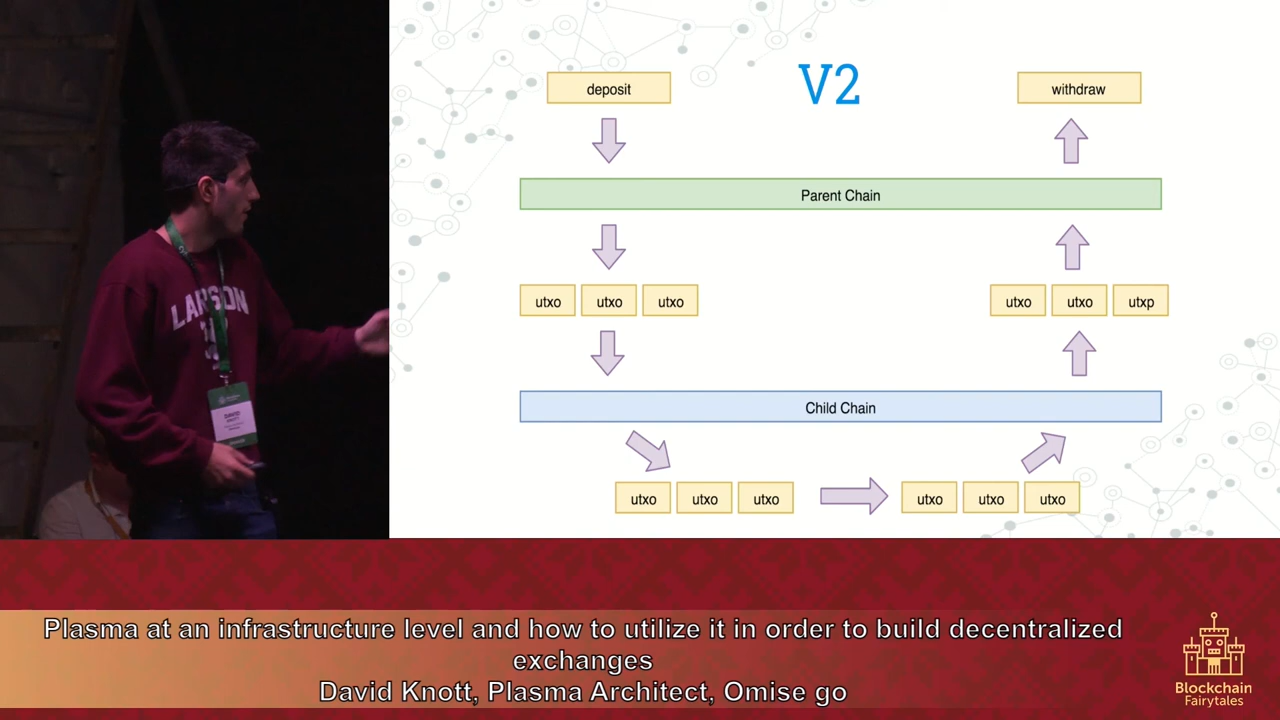 deposit
V2
withdraw
Parent Chain
utxo utxo utxo
utxo utxo utxp
Child Chain
utxo utxo utxo
utxo utxo utxo
LARSON
DAVID
KNOTT
Plasma at an infrastructure level and how to utilize it in order to build decentralized
exchanges
David Knott, Plasma Architect, Omise go
Blockchain
Fairytales